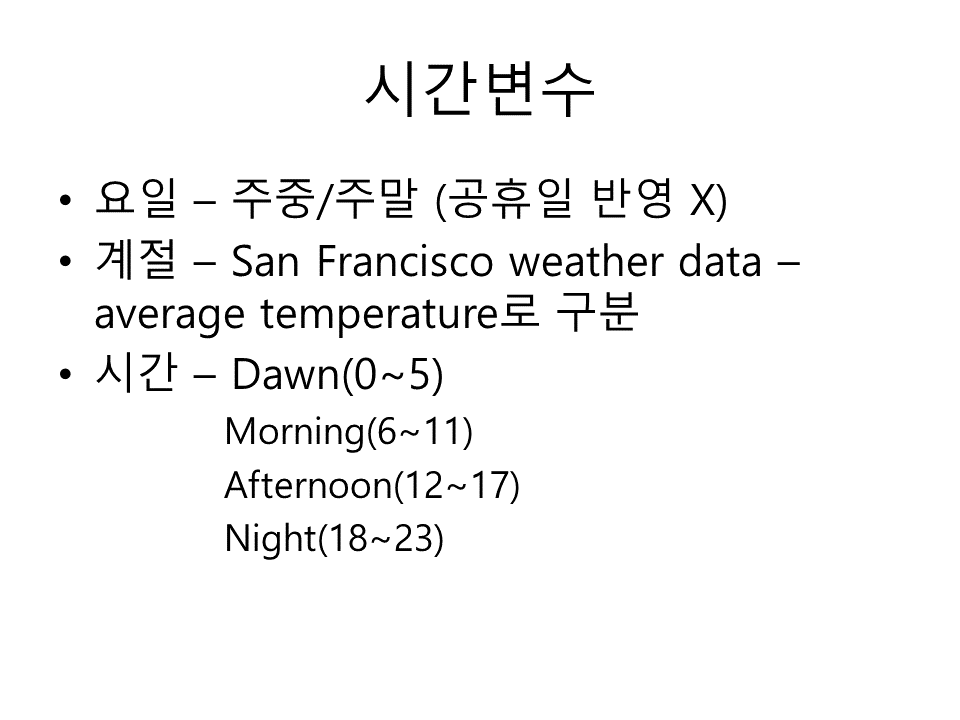 시간변수
• 요일 – 주중/주말 (공휴일 반영 X)
• 계절 – San Francisco weather data –
average temperature로 구분
• 시간 – Dawn(0~5)
Morning(6~11)
Afternoon(12~17)
Night(18~23)